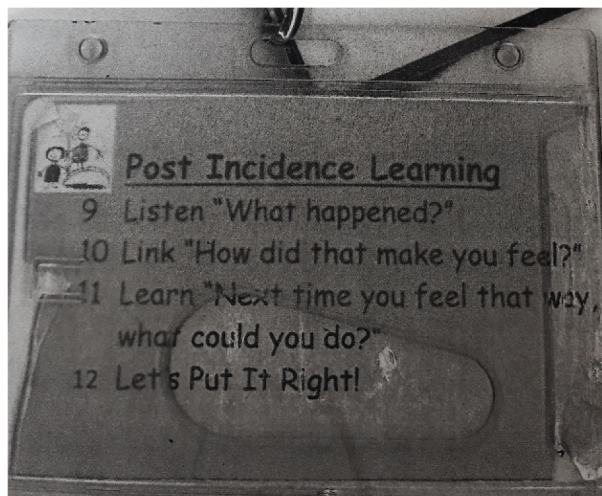 Post Incidence Learning
9 Listen "What happened?"
10 Link "How did that make you feel?"
11 Learn "Next time you feel that way,
what could you do?"
12 Let's Put It Right!